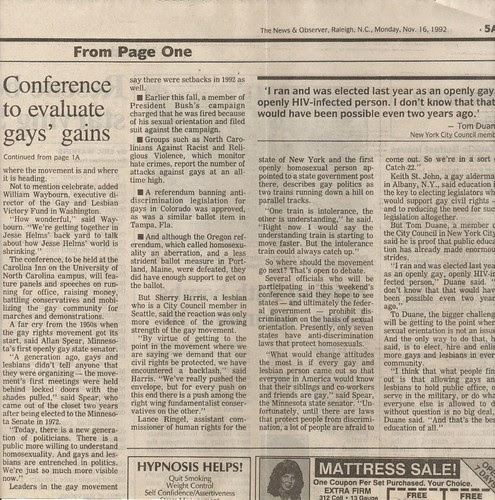 The News & Observer, Raleigh, N.C., Monday, Nov. 16, 1992
5A
From Page One
Conference
to evaluate
gays' gains
Continued from page 1A
where the movement is and where
it is heading.
Not to mention celebrate, added
William Waybourn, executive di-
rector of the Gay and Lesbian
Victory Fund in Washington.
"How wonderful," said Way-
bourn. "We're getting together in
Jesse Helms' back yard to talk
about how Jesse Helms' world is
shrinking."
The conference, to be held at the
Carolina Inn on the University of
North Carolina campus, will fea-
ture panels and speeches on run-
ning for office, raising money,
battling conservatives and mobi-
lizing the gay community for
marches and demonstrations.
A far cry from the 1950s when
the gay rights movement got its
start, said Allan Spear, Minneso-
ta's first openly gay state senator.
"A generation ago, gays and
lesbians didn't tell anyone that
they were organizing — the move-
ment's first meetings were held
behind locked doors with the
shades pulled," said Spear, who
came out of the closet two years
after being elected to the Minneso-
ta Senate in 1972.
"Today, there is a new genera-
tion of politicians. There is a
public more willing to understand
homosexuality. And gays and les-
bians are entrenched in politics.
We're just so much more visible
now."
Leaders in the gay movement
say there were setbacks in 1992 as
well.
■ Earlier this fall, a member of
President Bush's campaign
charged that he was fired because
of his sexual orientation and filed
suit against the campaign.
■ Groups such as North Caro-
linians Against Racist and Reli-
gious Violence, which monitor
hate crimes, report the number of
attacks against gays at an all-
time high.
■ A referendum banning anti-
discrimination legislation for
gays in Colorado was approved,
as was a similar ballot item in
Tampa, Fla.
■ And although the Oregon ref-
erendum, which called homosexu-
ality an aberration, and a less
strident ballot measure in Port-
land, Maine, were defeated, they
did have enough support to get on
the ballot.
But Sherry Harris, a lesbian
who is a City Council member in
Seattle, said the reaction was only
more evidence of the growing
strength of the gay movement.
"By virtue of getting to the
point in the movement where we
are saying we demand that our
civil rights be protected, we have
encountered a backlash," said
Harris. "We've really pushed the
envelope, but for every push on
this end there is a push among the
right wing fundamentalist conser-
vatives on the other."
Lance Ringel, assistant com-
missioner of human rights for the
'I ran and was elected last year as an openly gay
openly HIV-infected person. I don't know that that
would have been possible even two years ago.'
— Tom Duan
New York City Council memb
state of New York and the first
openly homosexual person ap-
pointed to a state government post
there, describes gay politics as
two trains running down a hill on
parallel tracks.
"One train is intolerance, the
other is understanding," he said.
"Right now I would say the
understanding train is starting to
move faster. But the intolerance
train could always catch up."
So where should the movement
go next? That's open to debate.
Several officials who will be
participating in this weekend's
conference said they hope to see
states — and ultimately the feder-
al government — prohibit dis-
crimination on the basis of sexual
orientation. Presently, only seven
states have anti-discrimination
laws that protect homosexuals.
"What would change attitudes
the most is if every gay and
lesbian person came out so that
everyone in America would know
that their siblings and co-workers
and friends are gay," said Spear,
the Minnesota state senator. "Un-
fortunately, until there are laws
that protect people from discrimi-
nation, a lot of people are afraid to
come out. So we're in a sort o
Catch 22."
Keith St. John, a gay alderma
in Albany, N.Y., said education i
the key to electing legislators wh
would support gay civil rights -
and to reducing the need for suc
legislation altogether.
But Tom Duane, a member o
the City Council in New York City
said he is proof that public educa
tion has already made enormou
strides.
"I ran and was elected last yea
as an openly gay, openly HIV-in
fected person," Duane said. "
don't know that that would hav
been possible even two year
ago."
To Duane, the bigger challeng
will be getting to the point wher
sexual orientation is not an issue
And the only way to do that, h
said, is to elect, hire and enlis
more gays and lesbians in ever
community.
"I think that what people fin
out is that allowing gays an
lesbians to hold public office, o
serve in the military, or do wha
everyone else is allowed to d
without question is no big deal,
Duane said. "And that's the be
education of all."
HYPNOSIS HELPS!
Quit Smoking
Weight Control
Self Confidence/Assertiveness
MATTRESS SALE!
One Coupon Per Set Purchased. Your Choice.
EXTRA FIRM
312 Coil • 13 Gauge
FREE
FREE
OPEN
7 DAYS